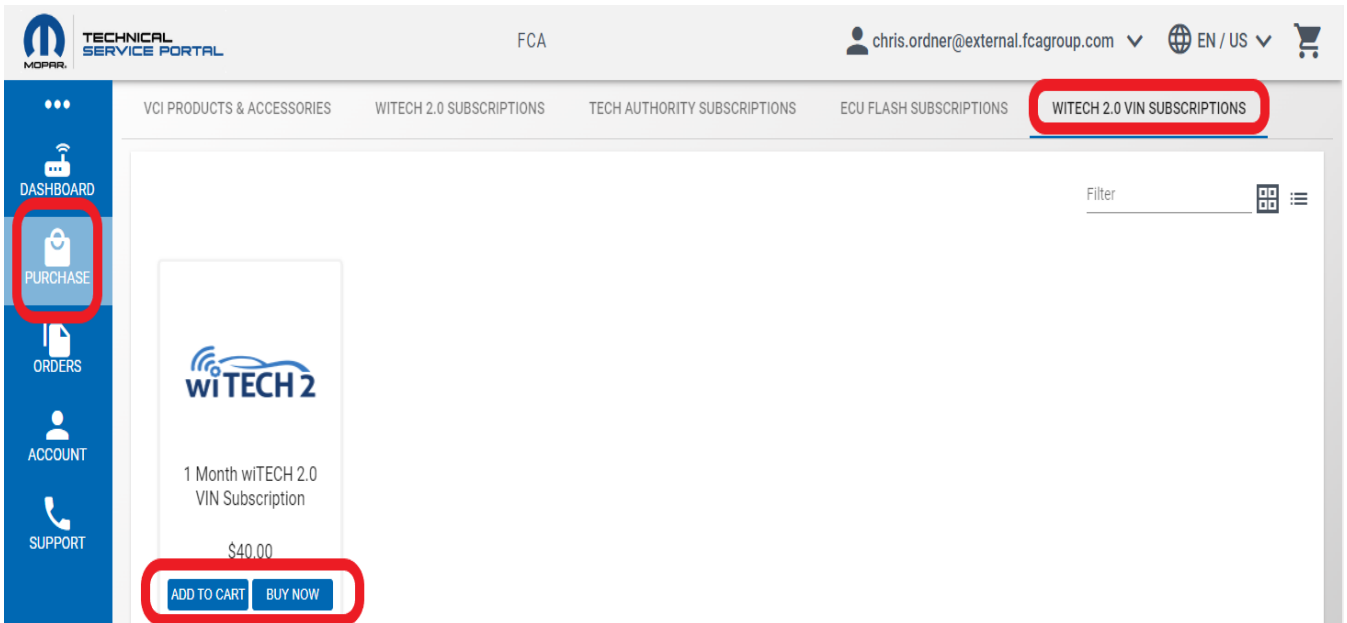 MOPAR.
TECHNICAL
SERVICE PORTAL
FCA
chris.ordner@external.fcagroup.com
EN / US
VCI PRODUCTS & ACCESSORIES
WITECH 2.0 SUBSCRIPTIONS
TECH AUTHORITY SUBSCRIPTIONS
ECU FLASH SUBSCRIPTIONS
WITECH 2.0 VIN SUBSCRIPTIONS
DASHBOARD
PURCHASE
ORDERS
ACCOUNT
SUPPORT
Filter
wiTECH 2
1 Month wiTECH 2.0
VIN Subscription
$40.00
ADD TO CART
BUY NOW